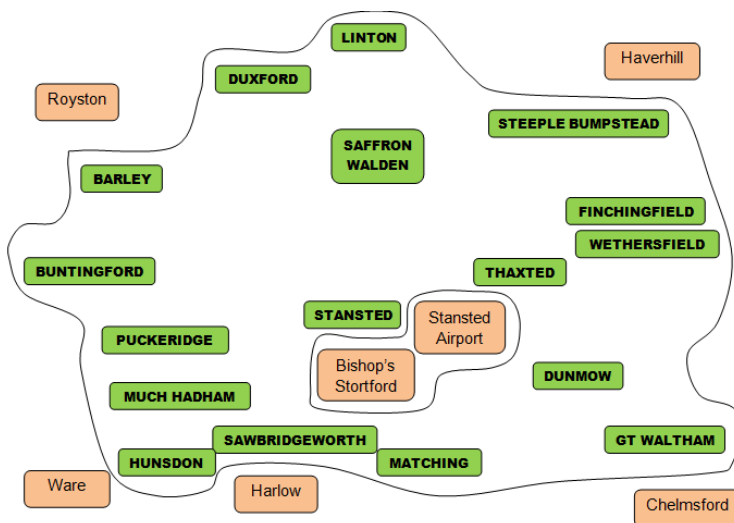 LINTON
Haverhill
DUXFORD
Royston
STEEPLE BUMPSTEAD
SAFFRON
WALDEN
BARLEY
FINCHINGFIELD
WETHERSFIELD
BUNTINGFORD
THAXTED
STANSTED
Stansted
Airport
PUCKERIDGE
Bishop's
Stortford
DUNMOW
MUCH HADHAM
SAWBRIDGEWORTH
GT WALTHAM
HUNSDON
MATCHING
Ware
Harlow
Chelmsford